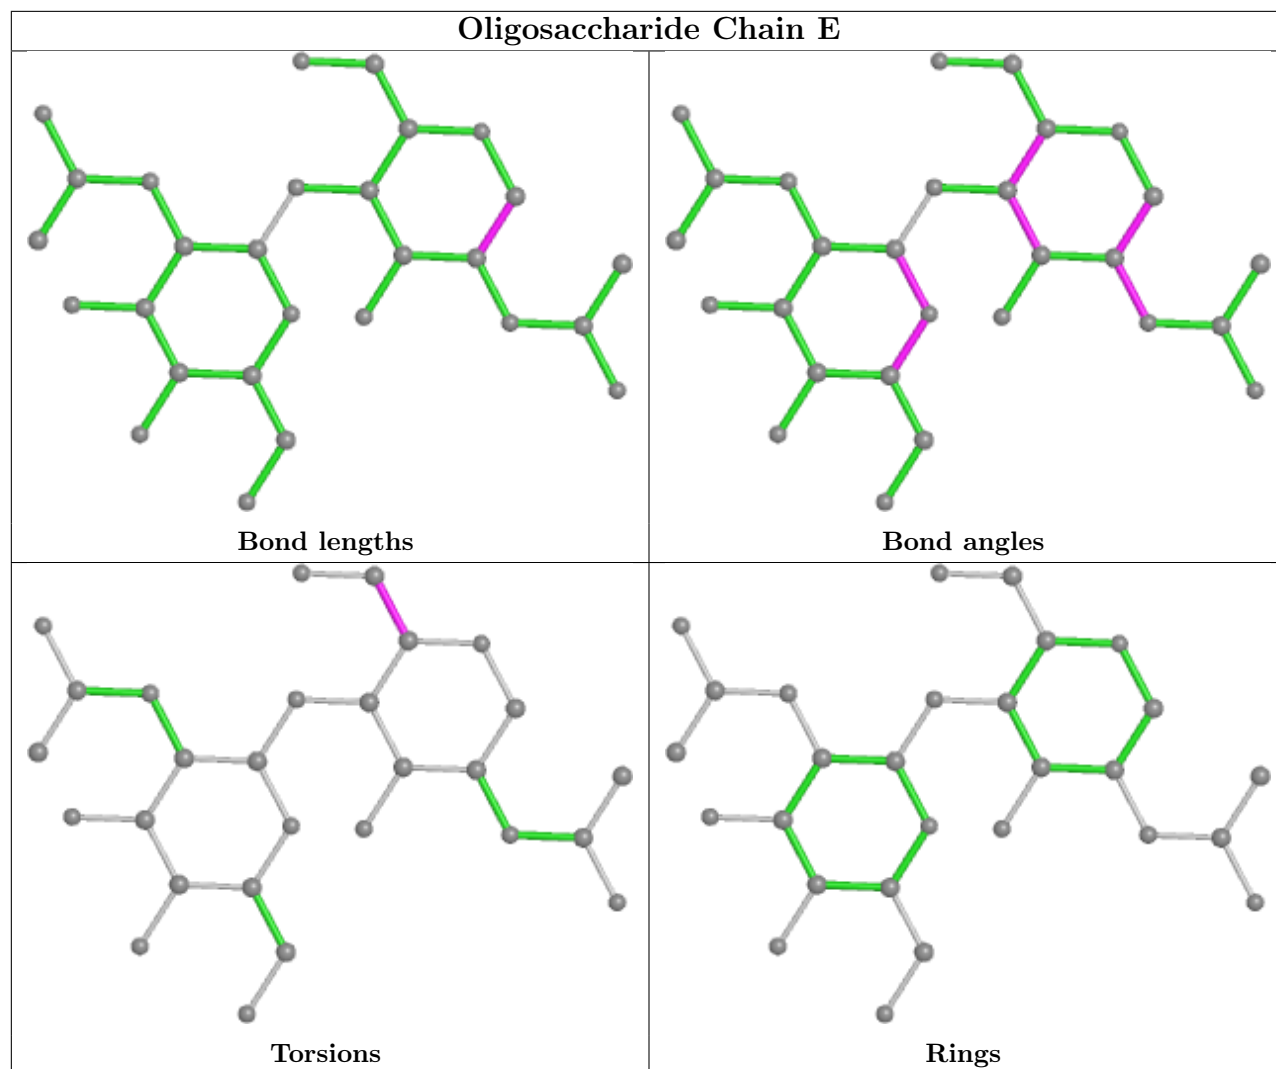 Oligosaccharide Chain E
Bond lengths
Bond angles
Torsions
Rings